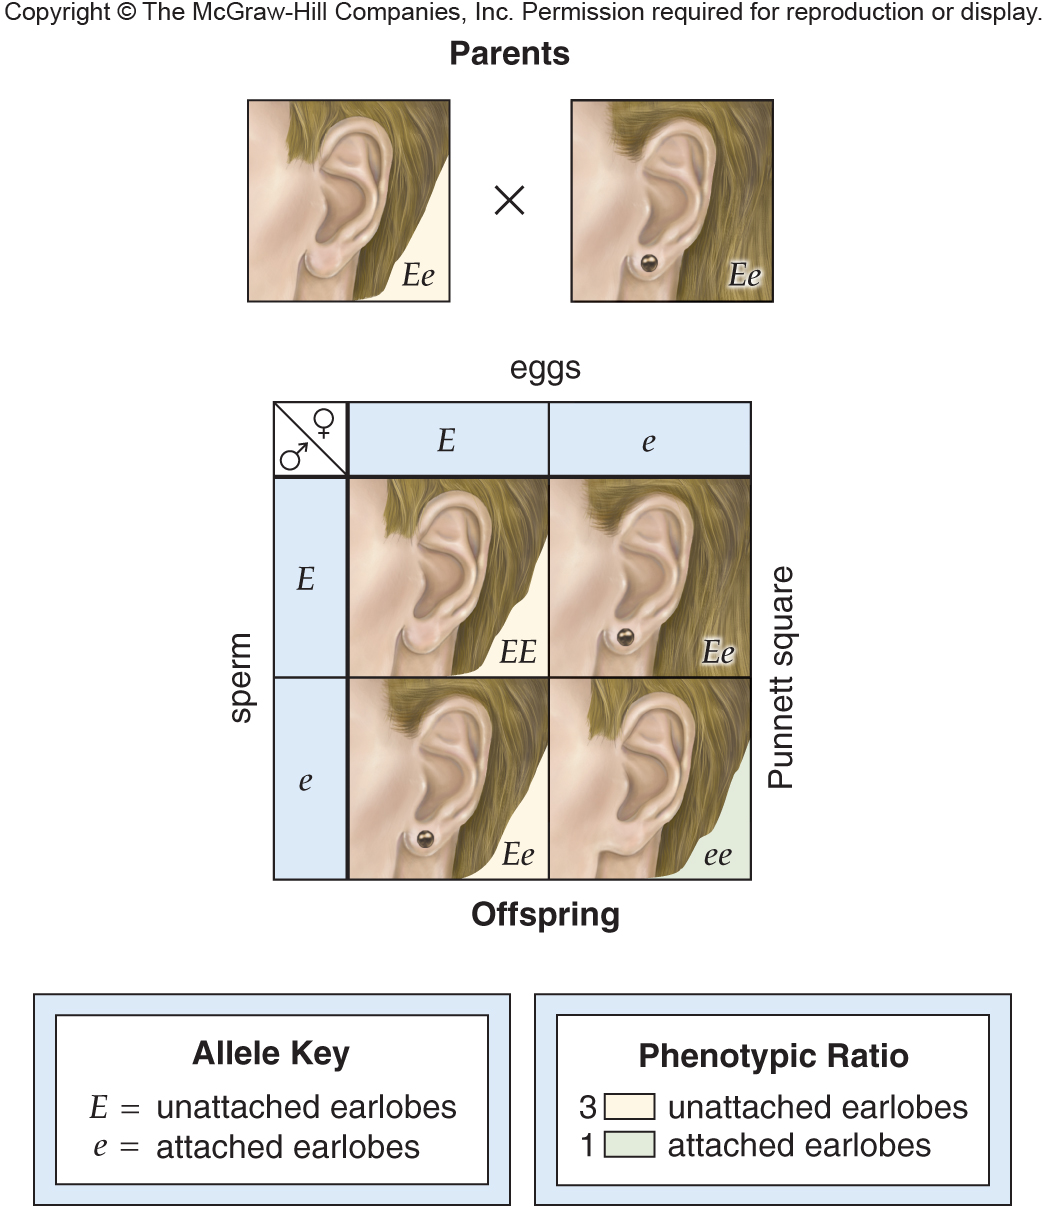 Copyright © The McGraw-Hill Companies, Inc. Permission required for reproduction or display.
Parents
Ee
×
Ee
eggs
♀
♂
E
e
E
EE
Ee
sperm
Punnett square
e
Ee
ee
Offspring
Allele Key
E = unattached earlobes
e = attached earlobes
Phenotypic Ratio
3 unattached earlobes
1 attached earlobes